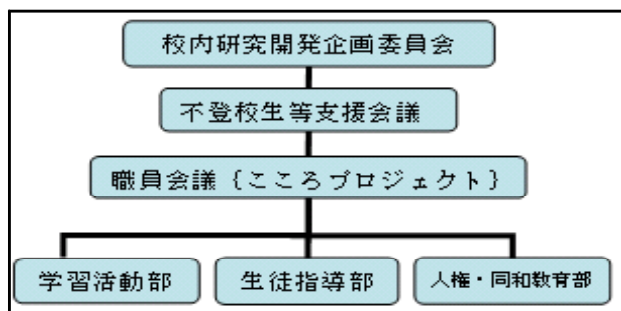 校内研究開発企画委員会
不登校生等支援会議
職員会議{こころプロジェクト}
学習活動部
生徒指導部
人権・同和教育部